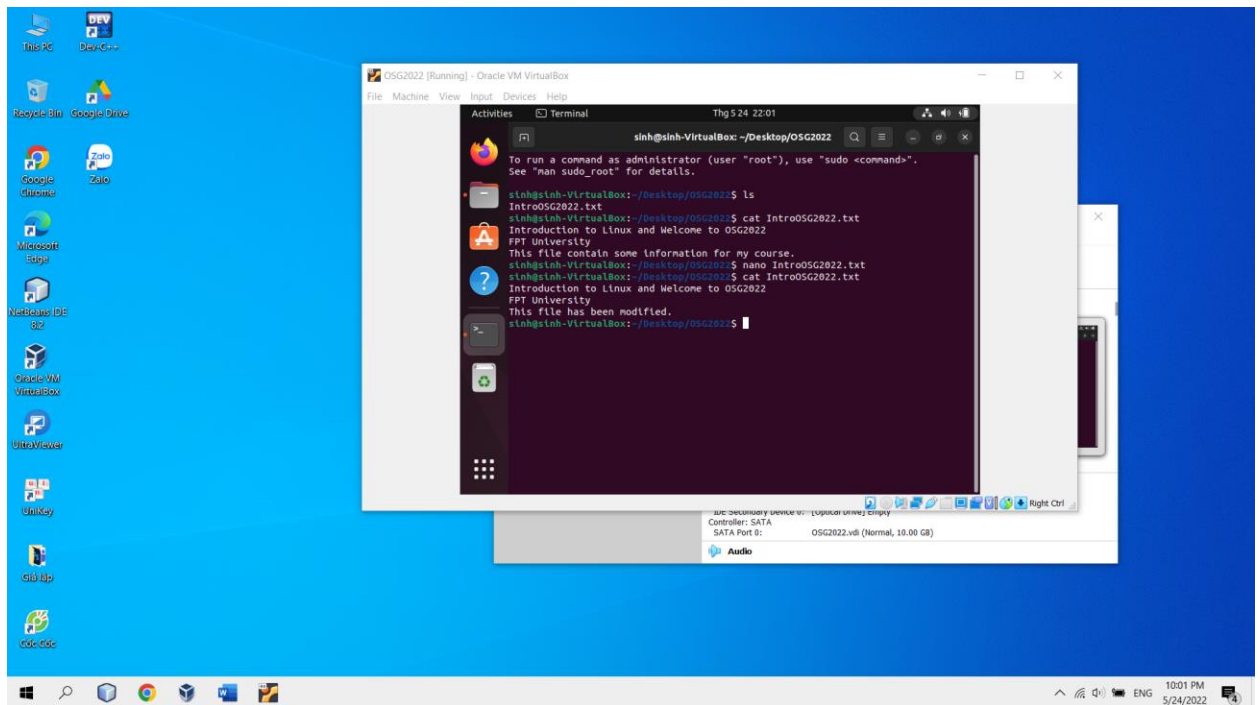 This PC
Dev-C++
Recycle Bin
Google Drive
Google Chrome
Zalo
Microsoft Edge
NetBeans IDE 8.2
Oracle VM VirtualBox
UltraViewer
UniKey
Giả lập
Cốc Cốc
OSG2022 [Running] - Oracle VM VirtualBox
File Machine View Input Devices Help
Activities Terminal Thg 5 24 22:01
sinh@sinh-VirtualBox: ~/Desktop/OSG2022
To run a command as administrator (user "root"), use "sudo <command>".
See "man sudo_root" for details.
sinh@sinh-VirtualBox:~/Desktop/OSG2022$ ls
IntroOSG2022.txt
sinh@sinh-VirtualBox:~/Desktop/OSG2022$ cat IntroOSG2022.txt
Introduction to Linux and Welcome to OSG2022
FPT University
This file contain some information for my course.
sinh@sinh-VirtualBox:~/Desktop/OSG2022$ nano IntroOSG2022.txt
sinh@sinh-VirtualBox:~/Desktop/OSG2022$ cat IntroOSG2022.txt
Introduction to Linux and Welcome to OSG2022
FPT University
This file has been modified.
sinh@sinh-VirtualBox:~/Desktop/OSG2022$
Right Ctrl
IDE Secondary Device 0: [Optical Drive] Empty
Controller: SATA
SATA Port 0: OSG2022.vdi (Normal, 10.00 GB)
Audio
ENG
10:01 PM
5/24/2022